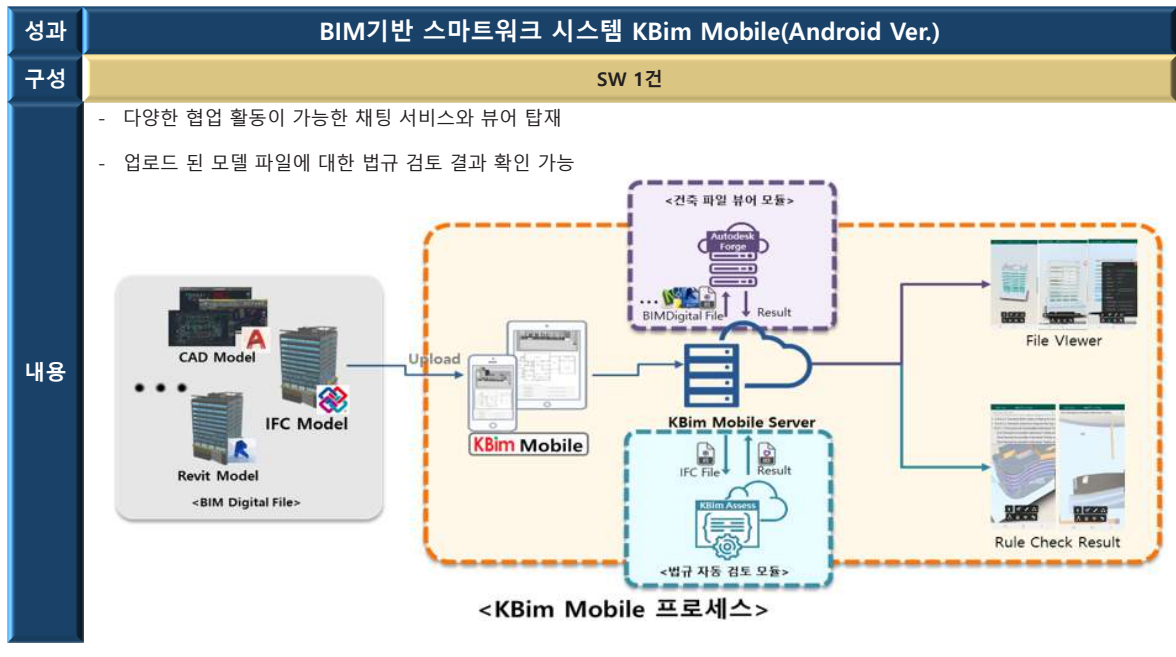 성과
BIM기반 스마트워크 시스템 KBim Mobile(Android Ver.)
구성
SW 1건
내용
- 다양한 협업 활동이 가능한 채팅 서비스와 뷰어 탑재
- 업로드 된 모델 파일에 대한 법규 검토 결과 확인 가능
<건축 파일 뷰어 모듈>
Autodesk
Forge
...
BIMDigital File
Result
CAD Model
...
IFC Model
Revit Model
<BIM Digital File>
Upload
KBim Mobile
KBim Mobile Server
IFC File
Result
KBim Assess
<법규 자동 검토 모듈>
File VIewer
Rule Check Result
<KBim Mobile 프로세스>